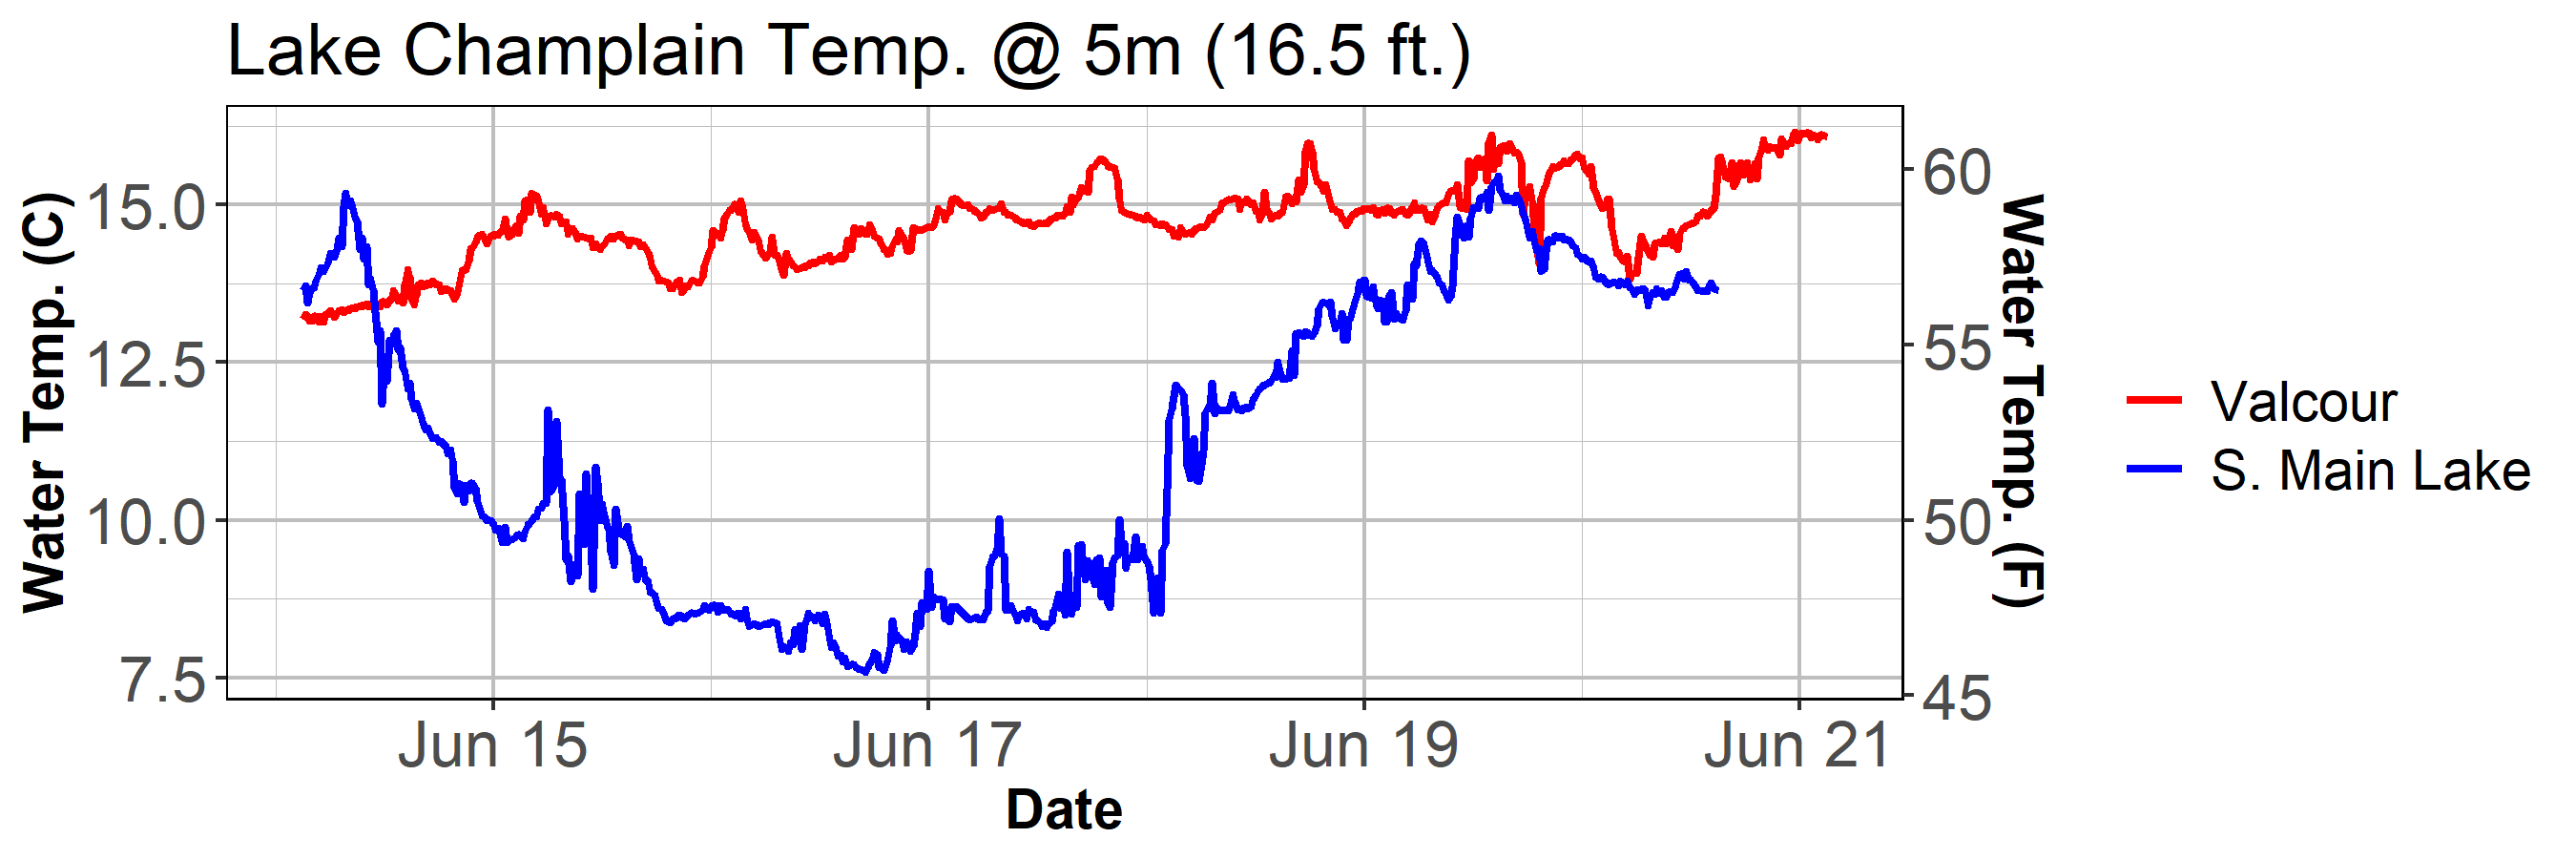 Lake Champlain Temp. @ 5m (16.5 ft.)
Water Temp. (C)
15.0
12.5
10.0
7.5
60
55
50
45
Water Temp. (F)
Jun 15 Jun 17 Jun 19 Jun 21
Date
Valcour
S. Main Lake